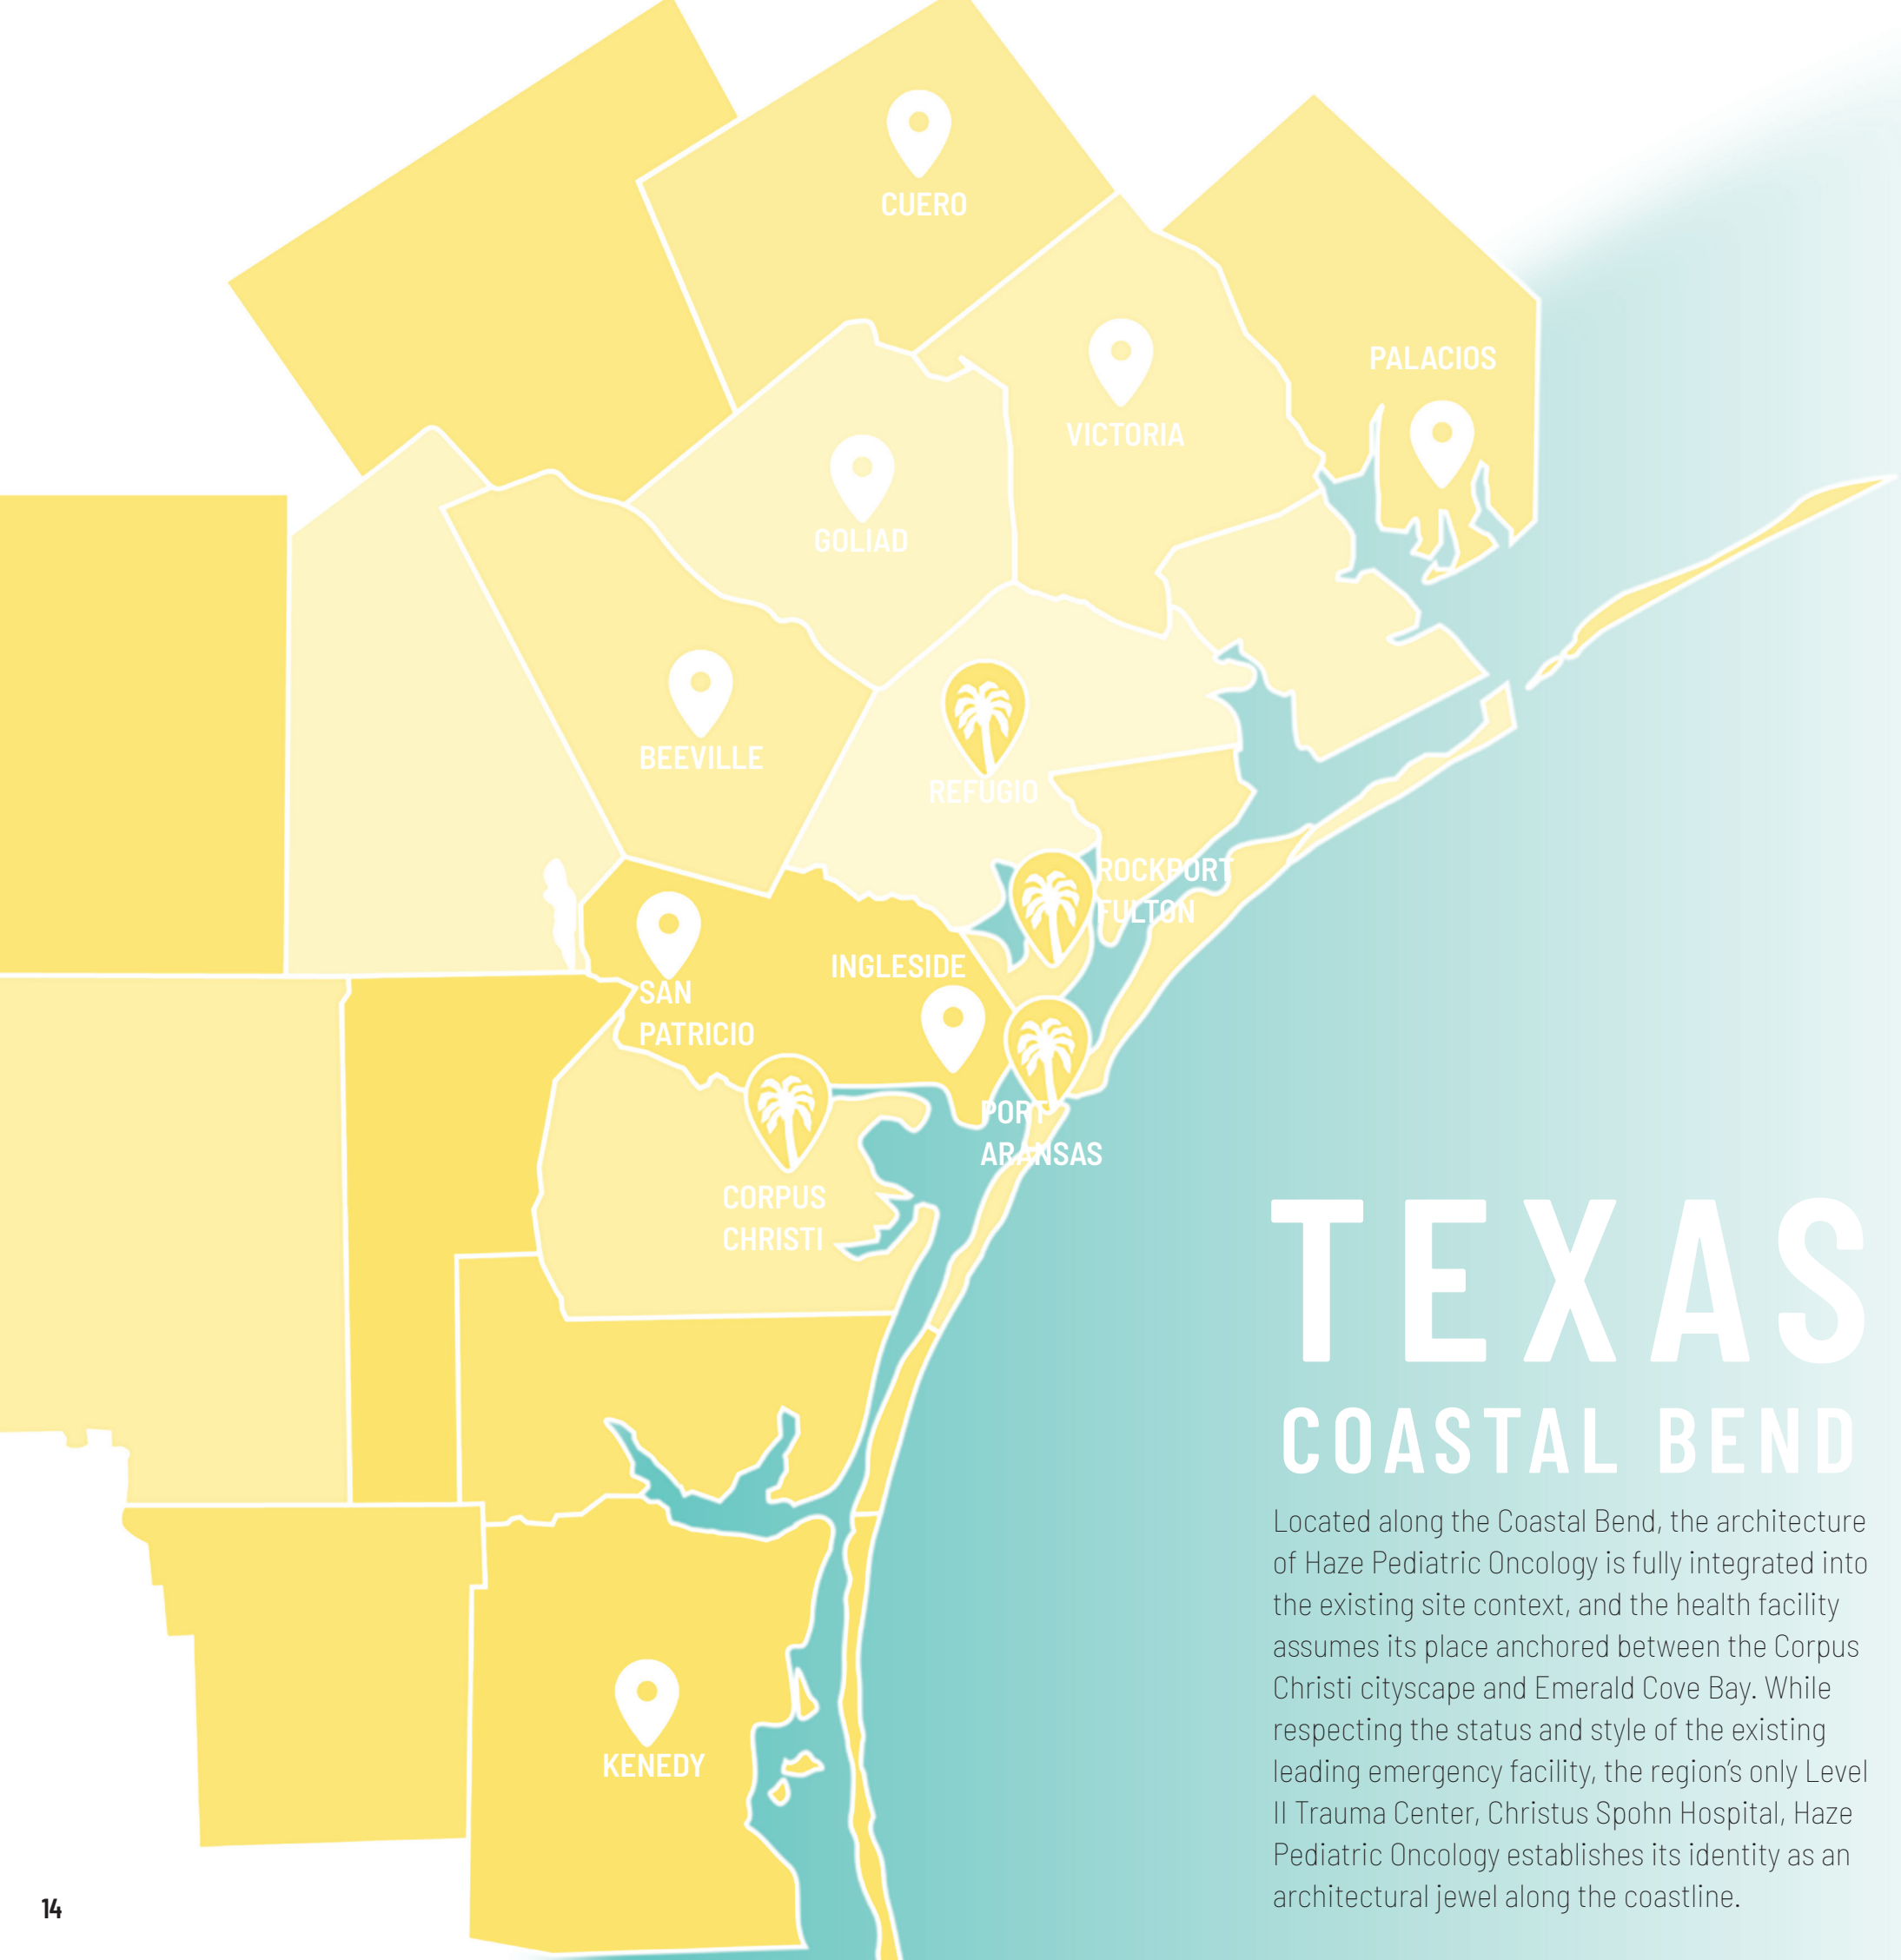 CUERO
PALACIOS
VICTORIA
GOLIAD
BEEVILLE
REFUGIO
ROCKPORT
FULTON
INGLESIDE
SAN
PATRICIO
PORT
ARANSAS
CORPUS
CHRISTI
KENEDY
TEXAS
COASTAL BEND
Located along the Coastal Bend, the architecture
of Haze Pediatric Oncology is fully integrated into
the existing site context, and the health facility
assumes its place anchored between the Corpus
Christi cityscape and Emerald Cove Bay. While
respecting the status and style of the existing
leading emergency facility, the region's only Level
II Trauma Center, Christus Spohn Hospital, Haze
Pediatric Oncology establishes its identity as an
architectural jewel along the coastline.
14